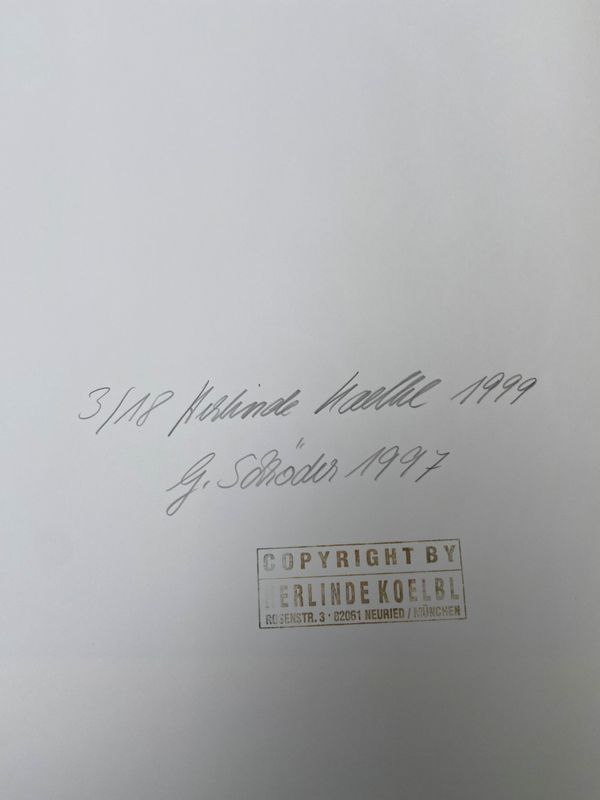 3/18 Herlinde Koelbl 1999
G. Schröder 1997
COPYRIGHT BY
HERLINDE KOELBL
ROSENSTR. 3 · 82061 NEURIED / MÜNCHEN